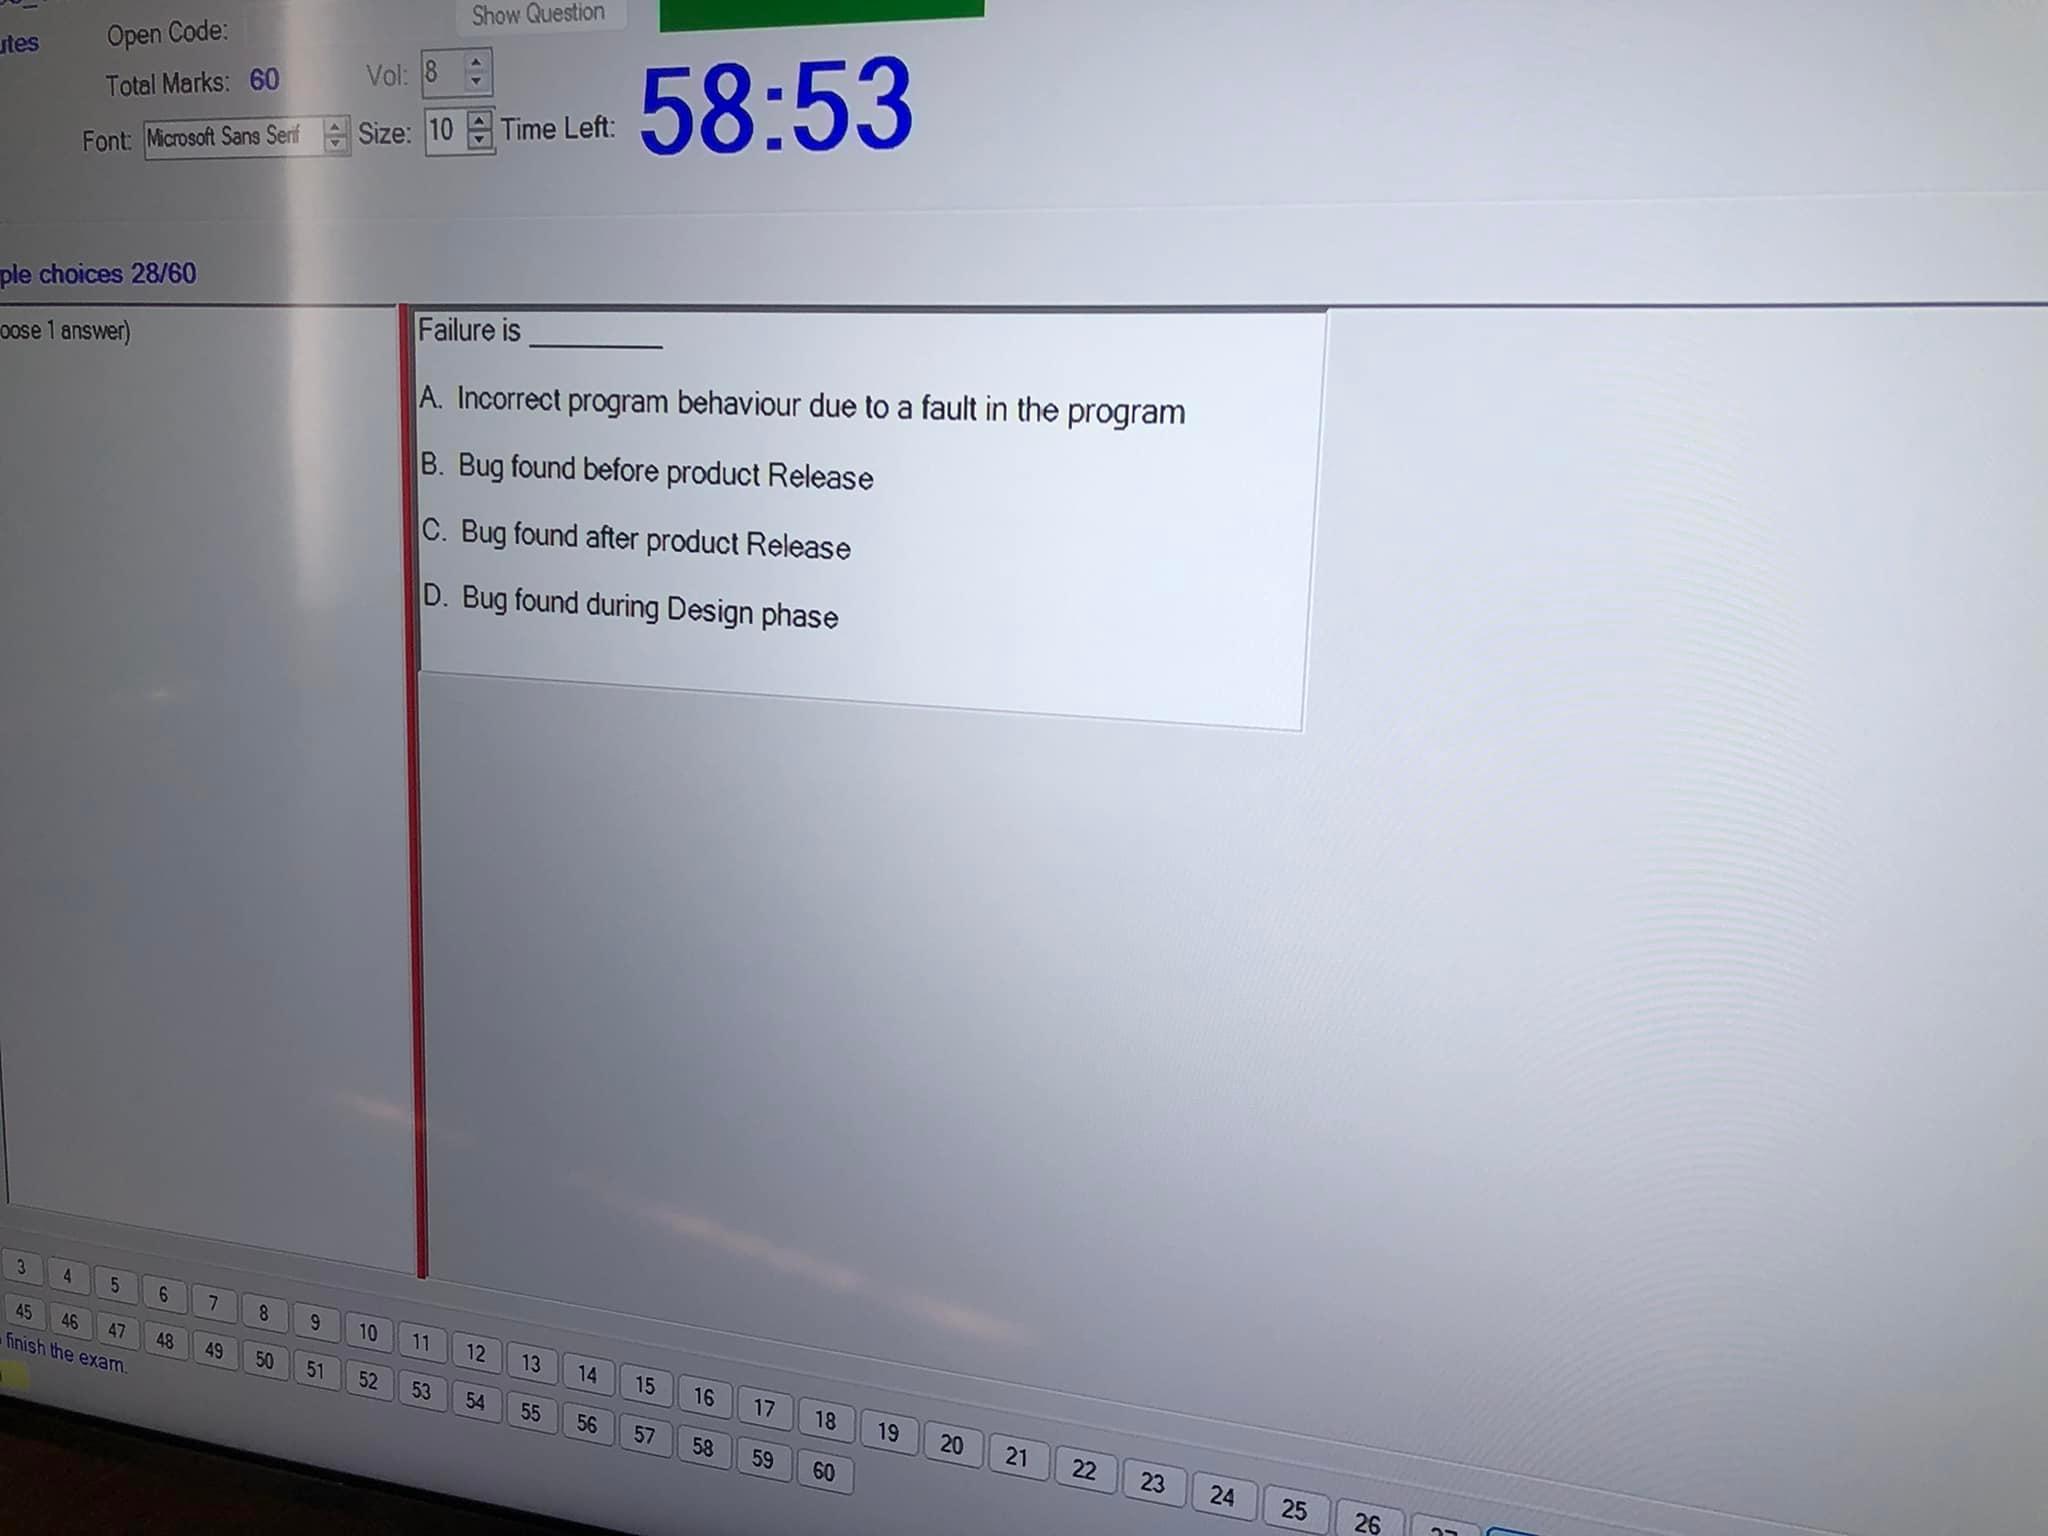 Show Question
utes
Open Code:
Total Marks: 60
Vol: 8
Font: Microsoft Sans Serif
Size: 10
Time Left: 58:53
ple choices 28/60
oose 1 answer)
Failure is __________
A. Incorrect program behaviour due to a fault in the program
B. Bug found before product Release
C. Bug found after product Release
D. Bug found during Design phase
3 4 5 6 7 8 9 10 11 12 13 14 15 16 17 18 19 20 21 22 23 24 25 26
45 46 47 48 49 50 51 52 53 54 55 56 57 58 59 60
finish the exam.